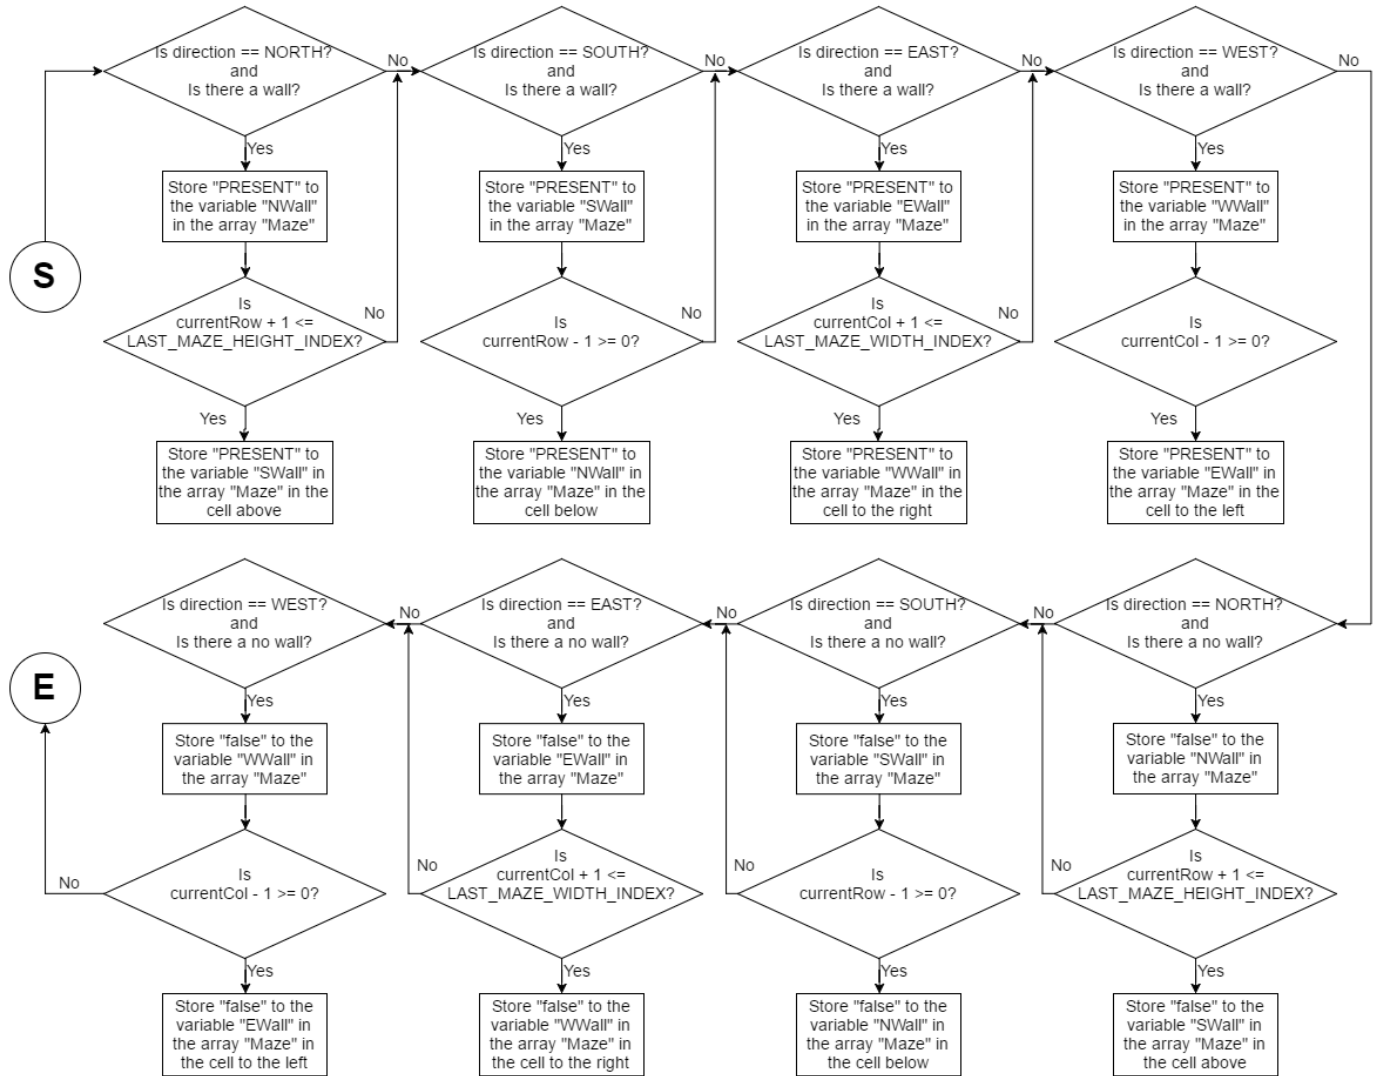 Is direction == NORTH?
and
Is there a wall?
No
Is direction == SOUTH?
and
Is there a wall?
No
Is direction == EAST?
and
Is there a wall?
No
Is direction == WEST?
and
Is there a wall?
No
Yes
Yes
Yes
Yes
Store "PRESENT" to
the variable "NWall"
in the array "Maze"
Store "PRESENT" to
the variable "SWall"
in the array "Maze"
Store "PRESENT" to
the variable "EWall"
in the array "Maze"
Store "PRESENT" to
the variable "WWall"
in the array "Maze"
S
Is
currentRow + 1 <=
LAST_MAZE_HEIGHT_INDEX?
No
Is
currentRow - 1 >= 0?
No
Is
currentCol + 1 <=
LAST_MAZE_WIDTH_INDEX?
No
Is
currentCol - 1 >= 0?
Yes
Yes
Yes
Yes
Store "PRESENT" to
the variable "SWall" in
the array "Maze" in the
cell above
Store "PRESENT" to
the variable "NWall" in
the array "Maze" in the
cell below
Store "PRESENT" to
the variable "WWall" in
the array "Maze" in the
cell to the right
Store "PRESENT" to
the variable "EWall" in
the array "Maze" in the
cell to the left
Is direction == WEST?
and
Is there a no wall?
No
Is direction == EAST?
and
Is there a no wall?
No
Is direction == SOUTH?
and
Is there a no wall?
No
Is direction == NORTH?
and
Is there a no wall?
E
Yes
Yes
Yes
Yes
Store "false" to the
variable "WWall" in
the array "Maze"
Store "false" to the
variable "EWall" in
the array "Maze"
Store "false" to the
variable "SWall" in
the array "Maze"
Store "false" to the
variable "NWall" in
the array "Maze"
No
Is
currentCol - 1 >= 0?
No
Is
currentCol + 1 <=
LAST_MAZE_WIDTH_INDEX?
No
Is
currentRow - 1 >= 0?
No
Is
currentRow + 1 <=
LAST_MAZE_HEIGHT_INDEX?
Yes
Yes
Yes
Yes
Store "false" to the
variable "EWall" in
the array "Maze" in
the cell to the left
Store "false" to the
variable "WWall" in
the array "Maze" in
the cell to the right
Store "false" to the
variable "NWall" in
the array "Maze" in
the cell below
Store "false" to the
variable "SWall" in
the array "Maze" in
the cell above